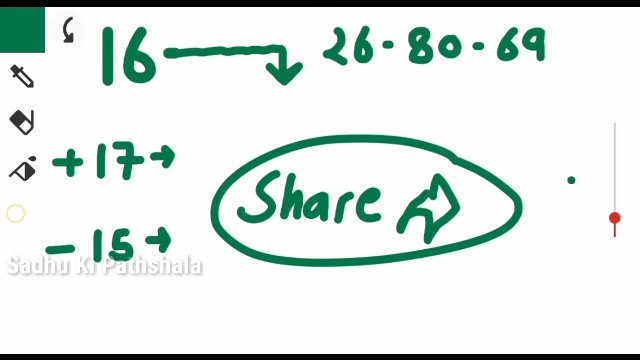 16 → 26 - 80 - 69
+17 →
Share
-15 →
Sadhu Ki Pathshala